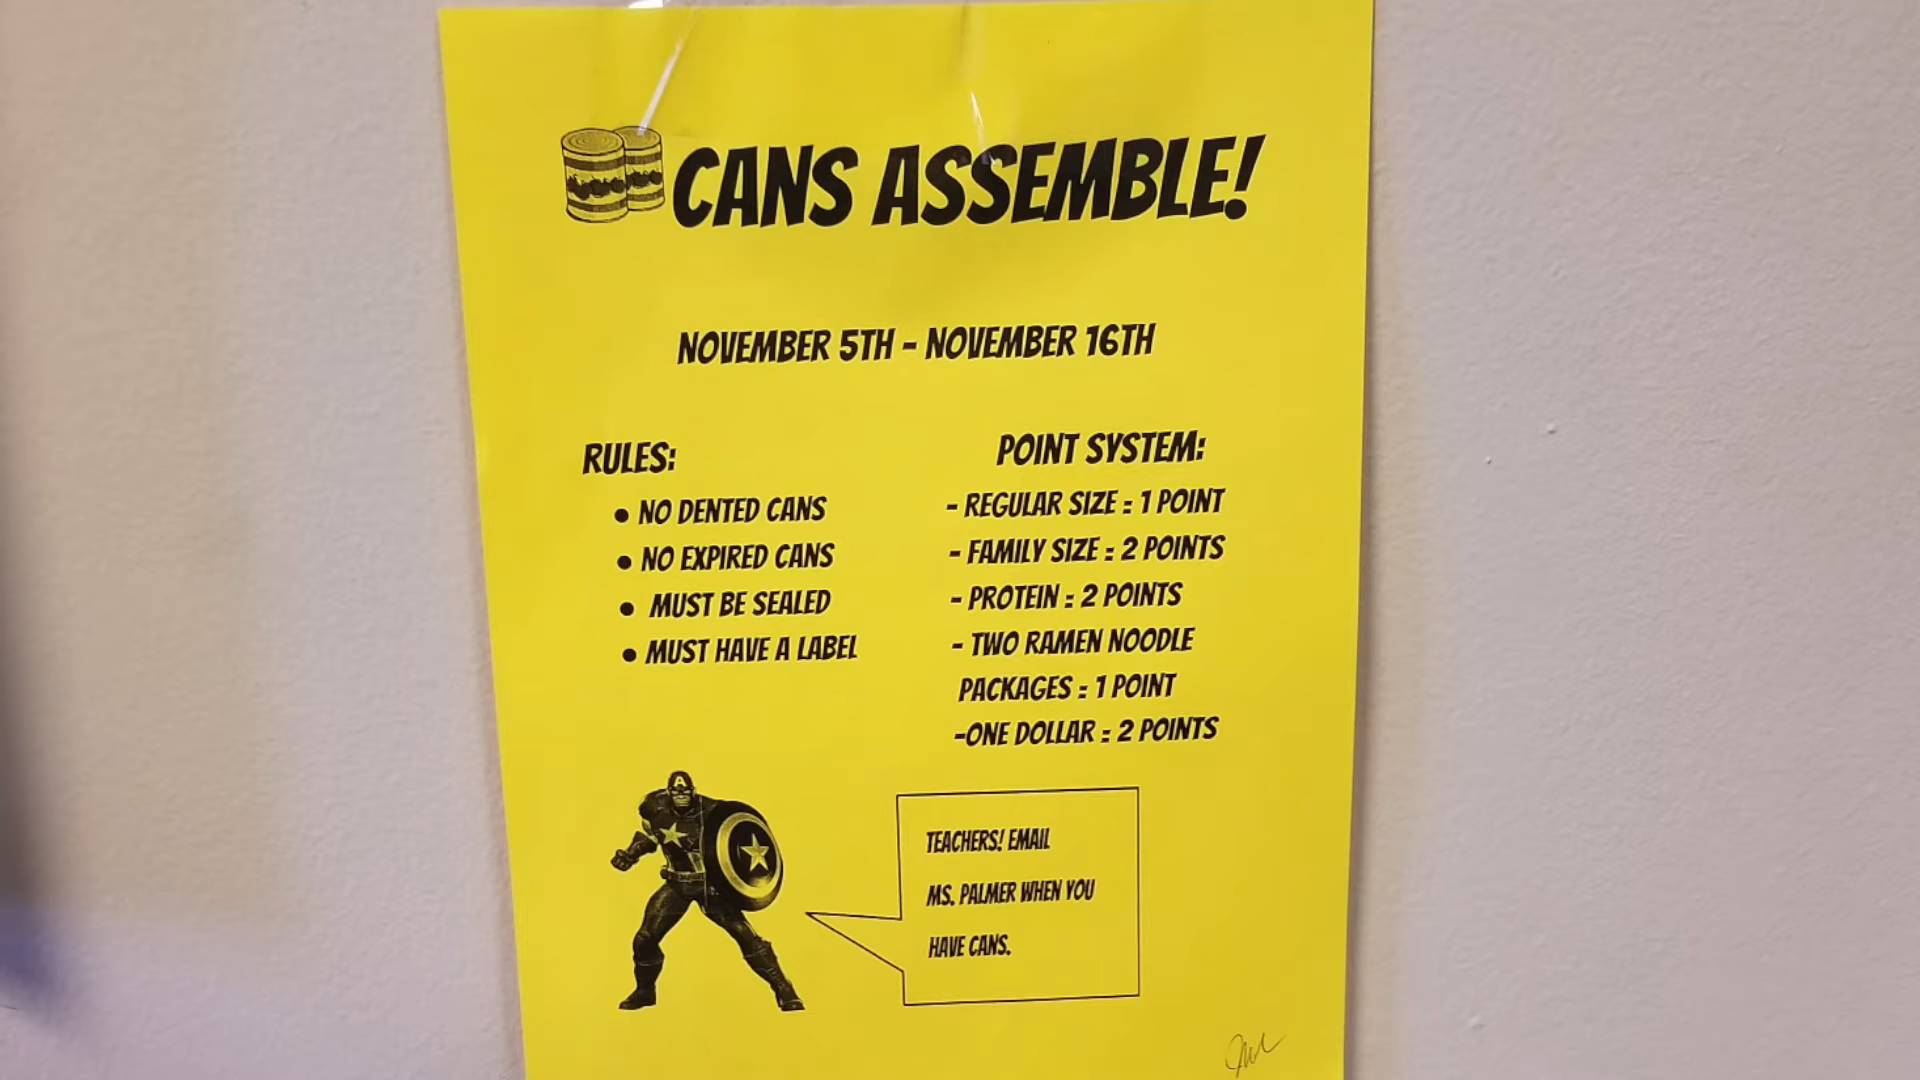 CANS ASSEMBLE!
NOVEMBER 5TH - NOVEMBER 16TH
RULES:
● NO DENTED CANS
● NO EXPIRED CANS
● MUST BE SEALED
● MUST HAVE A LABEL
POINT SYSTEM:
- REGULAR SIZE = 1 POINT
- FAMILY SIZE = 2 POINTS
- PROTEIN = 2 POINTS
- TWO RAMEN NOODLE
PACKAGES = 1 POINT
-ONE DOLLAR = 2 POINTS
A
TEACHERS! EMAIL
MS. PALMER WHEN YOU
HAVE CANS.